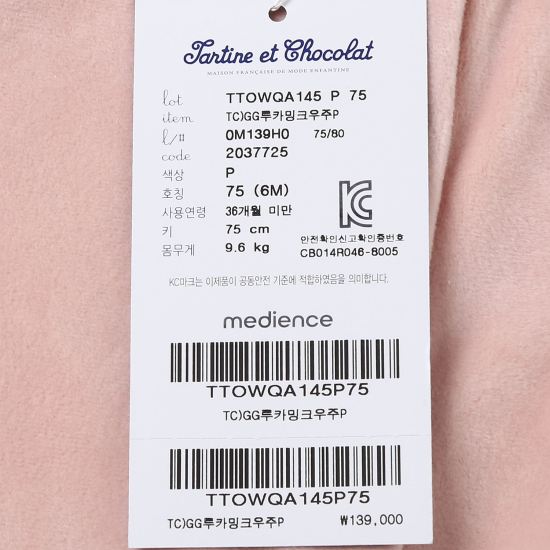 Tartine et Chocolat
MAISON FRANÇAISE DE MODE ENFANTINE
lot TTOWQA145 P 75
item TC)GG루카밍크우주P
l/# 0M139H0 75/80
code 2037725
색상 P
호칭 75 (6M)
사용연령 36개월 미만
키 75 cm
몸무게 9.6 kg
안전확인신고확인증번호
CB014R046-8005
KC마크는 이제품이 공통안전 기준에 적합하였음을 의미합니다.
medience
TTOWQA145P75
TC)GG루카밍크우주P
TTOWQA145P75
TC)GG루카밍크우주P ₩139,000